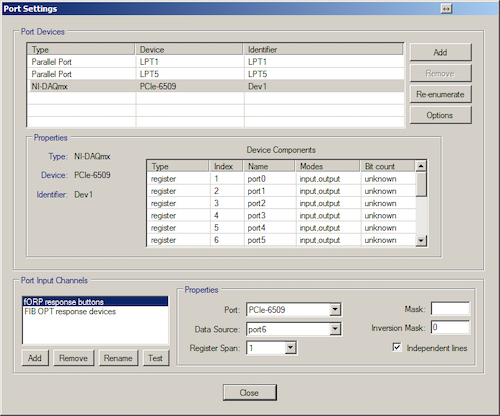 Port Settings
Port Devices
Type Device Identifier
Parallel Port LPT1 LPT1
Parallel Port LPT5 LPT5
NI-DAQmx PCIe-6509 Dev1
Add
Remove
Re-enumerate
Options
Properties
Type: NI-DAQmx
Device: PCIe-6509
Identifier: Dev1
Device Components
Type Index Name Modes Bit count
register 1 port0 input,output unknown
register 2 port1 input,output unknown
register 3 port2 input,output unknown
register 4 port3 input,output unknown
register 5 port4 input,output unknown
register 6 port5 input,output unknown
Port Input Channels
fORP response buttons
FIB OPT response devices
Add Remove Rename Test
Properties
Port: PCIe-6509
Data Source: port6
Register Span: 1
Mask:
Inversion Mask: 0
Independent lines
Close